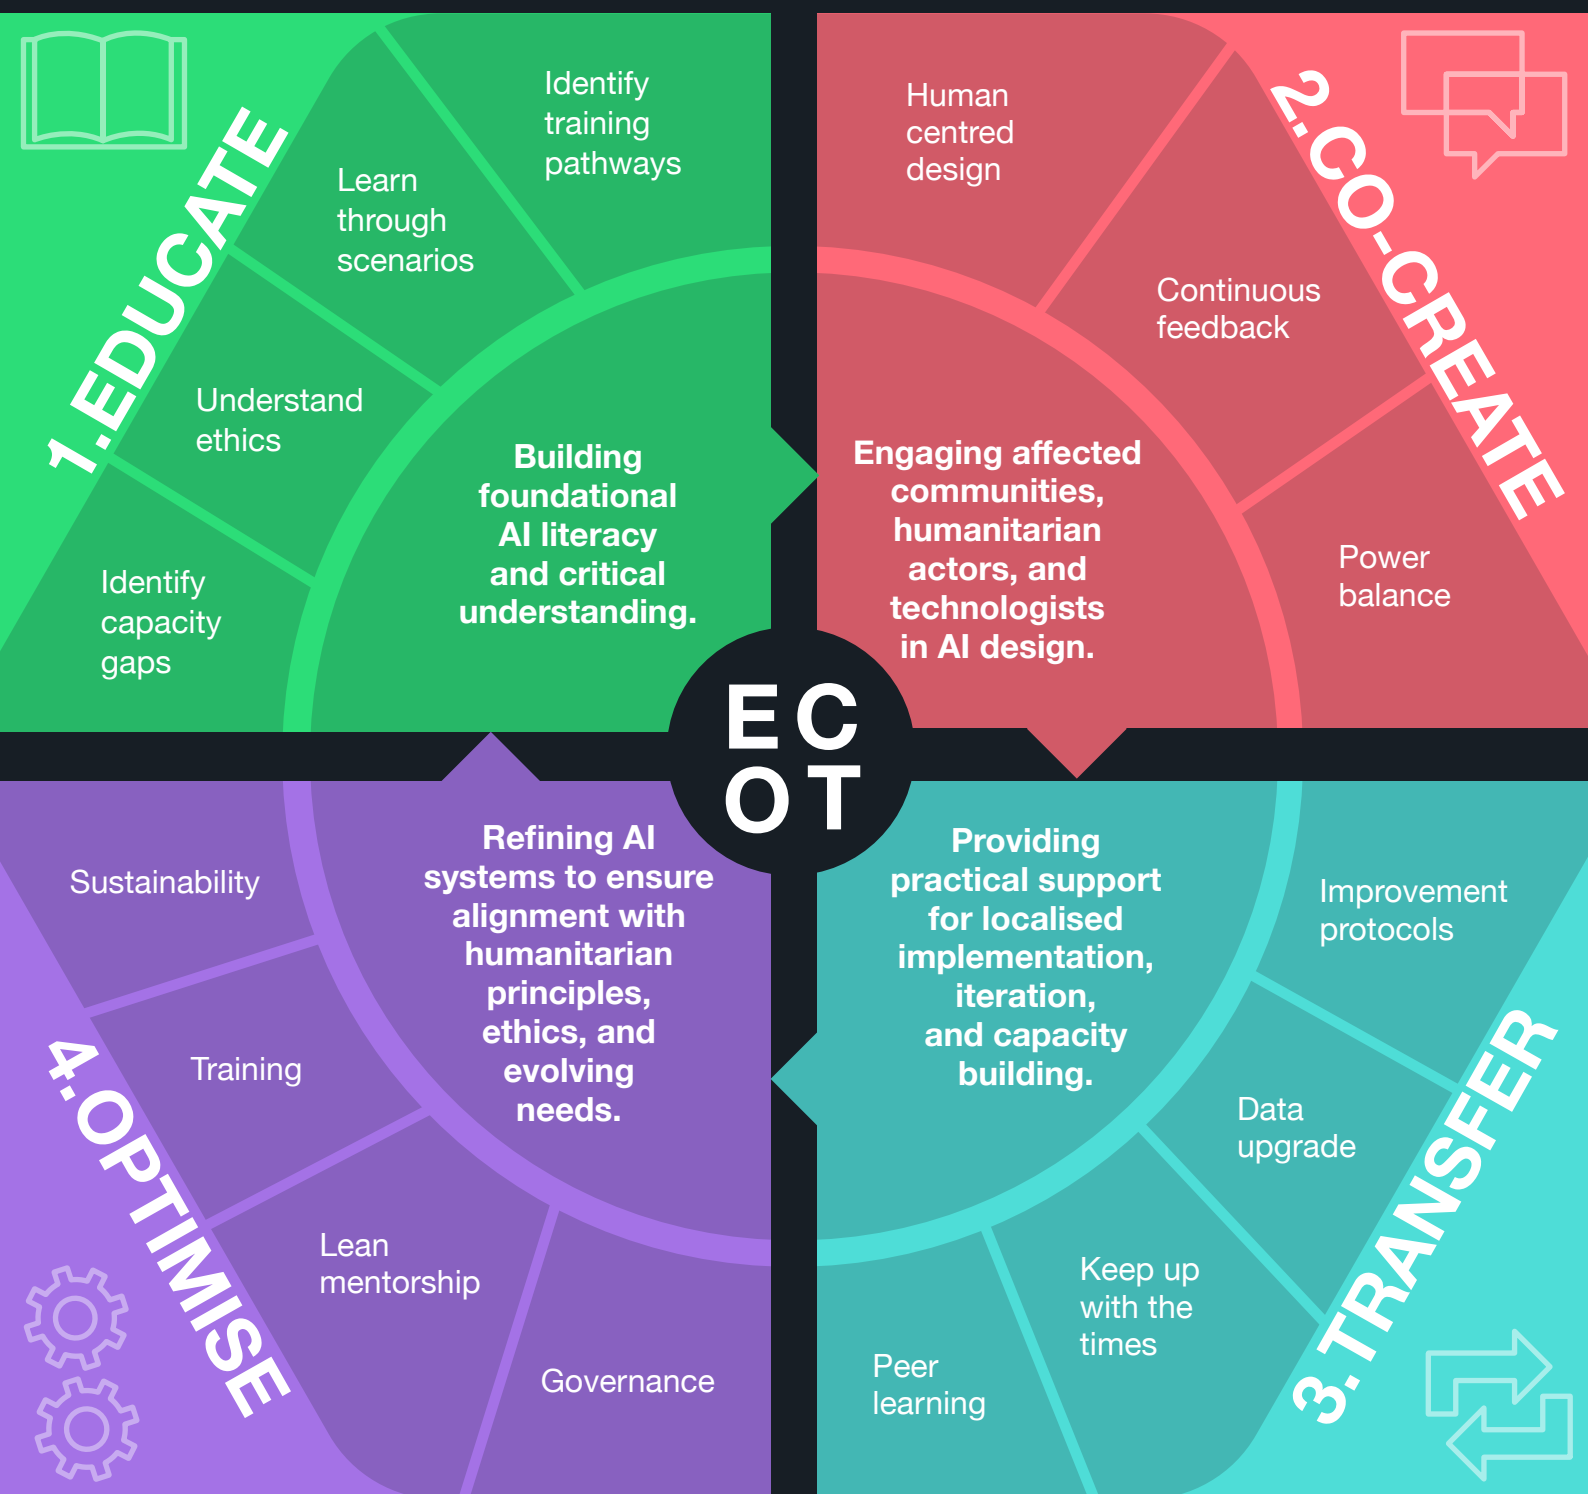 1.EDUCATE
Identify
capacity
gaps
Understand
ethics
Learn
through
scenarios
Identify
training
pathways
Building
foundational
AI literacy
and critical
understanding.
2.CO-CREATE
Human
centred
design
Continuous
feedback
Power
balance
Engaging affected
communities,
humanitarian
actors, and
technologists
in AI design.
EC
OT
3.TRANSFER
Improvement
protocols
Data
upgrade
Keep up
with the
times
Peer
learning
Providing
practical support
for localised
implementation,
iteration,
and capacity
building.
4.OPTIMISE
Governance
Lean
mentorship
Training
Sustainability
Refining AI
systems to ensure
alignment with
humanitarian
principles,
ethics, and
evolving
needs.